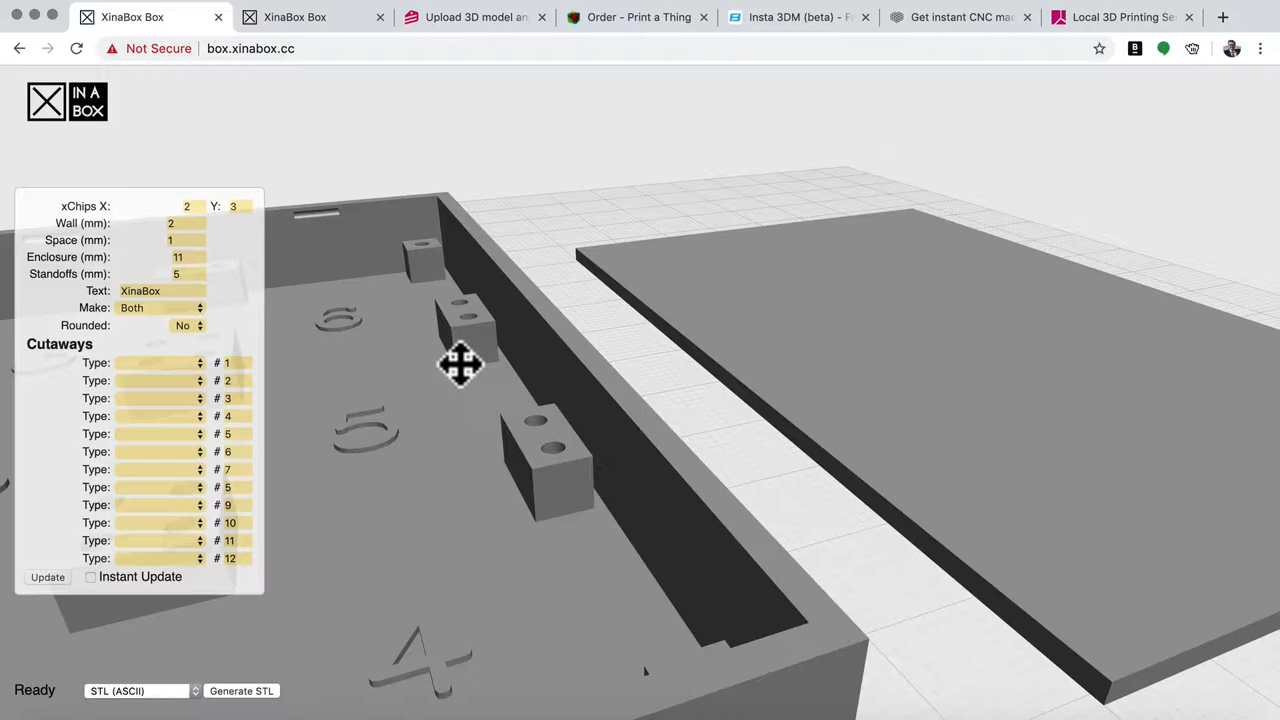 XinaBox Box
XinaBox Box
Upload 3D model an
Order - Print a Thing
Insta 3DM (beta) - F
Get instant CNC mac
Local 3D Printing Se
Not Secure
box.xinabox.cc
B
IN A
BOX
xChips X: 2 Y: 3
Wall (mm): 2
Space (mm): 1
Enclosure (mm): 11
Standoffs (mm): 5
Text: XinaBox
Make: Both
Rounded: No
Cutaways
Type: # 1
Type: # 2
Type: # 3
Type: # 4
Type: # 5
Type: # 6
Type: # 7
Type: # 5
Type: # 9
Type: # 10
Type: # 11
Type: # 12
Update
Instant Update
6
5
4
Ready
STL (ASCII)
Generate STL